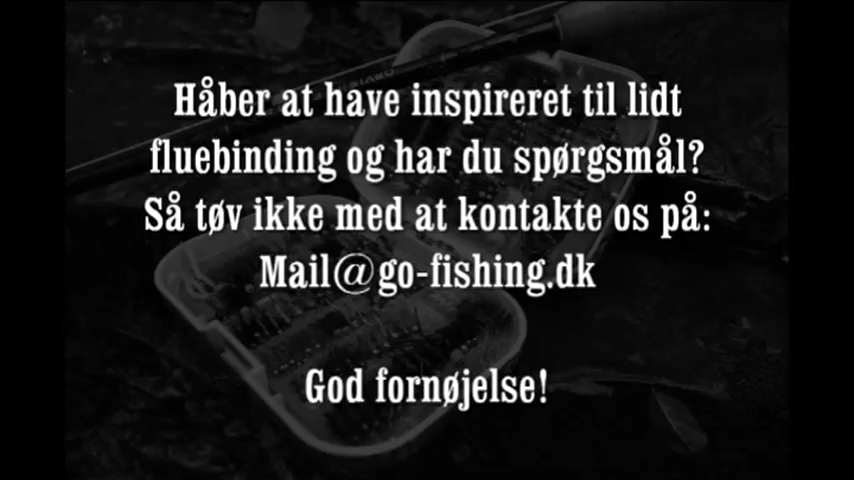 Håber at have inspireret til lidt
fluebinding og har du spørgsmål?
Så tøv ikke med at kontakte os på:
Mail@go-fishing.dk
God fornøjelse!